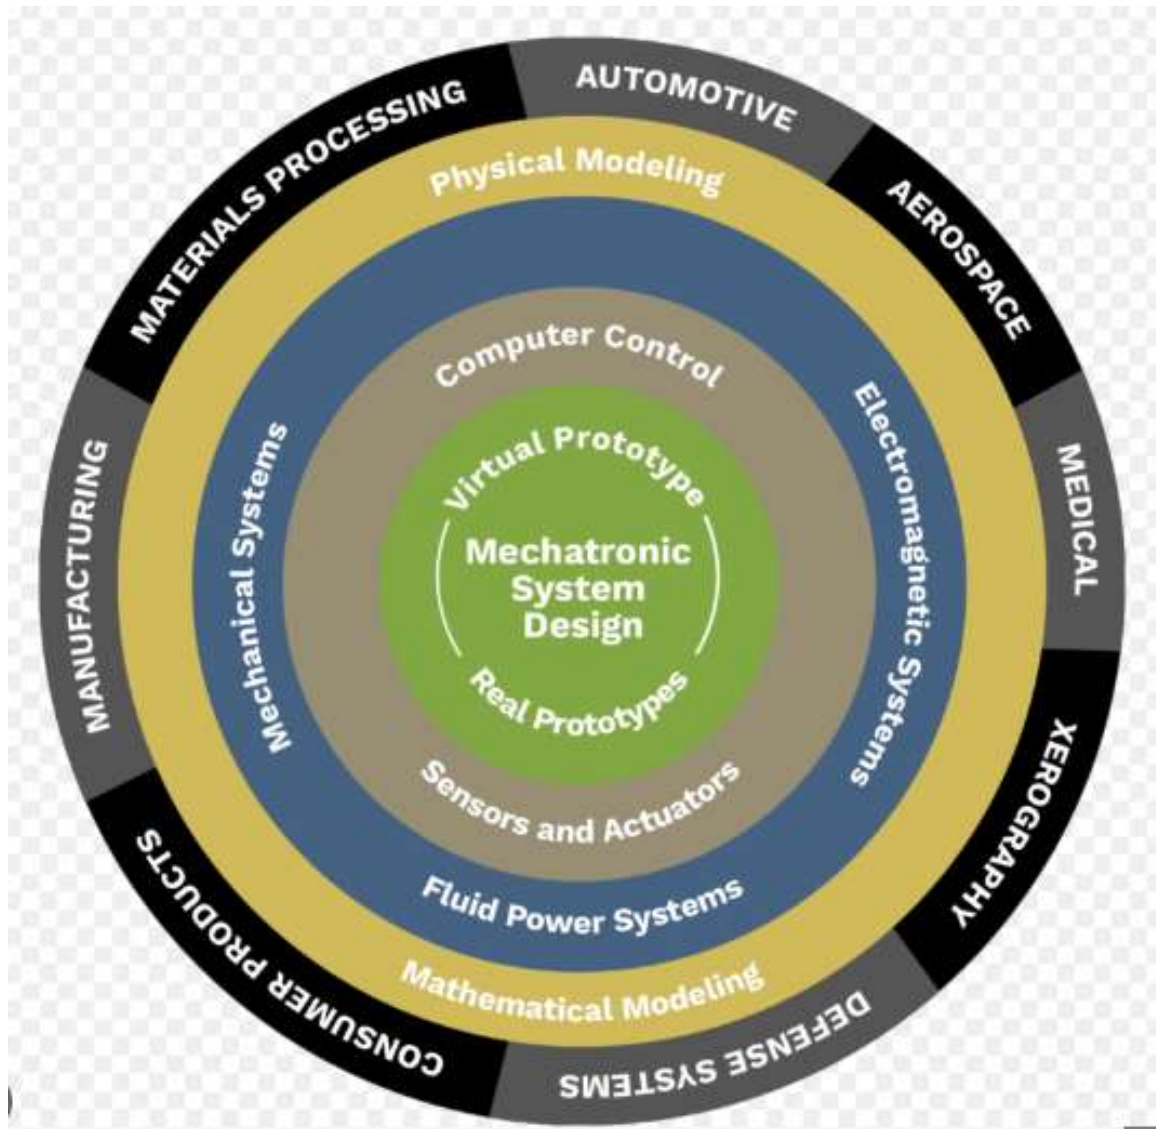 AUTOMOTIVE
AEROSPACE
MEDICAL
XEROGRAPHY
DEFENSE SYSTEMS
CONSUMER PRODUCTS
MANUFACTURING
MATERIALS PROCESSING
Physical Modeling
Mathematical Modeling
Electromagnetic Systems
Fluid Power Systems
Mechanical Systems
Computer Control
Sensors and Actuators
Virtual Prototype
Mechatronic
System
Design
Real Prototypes